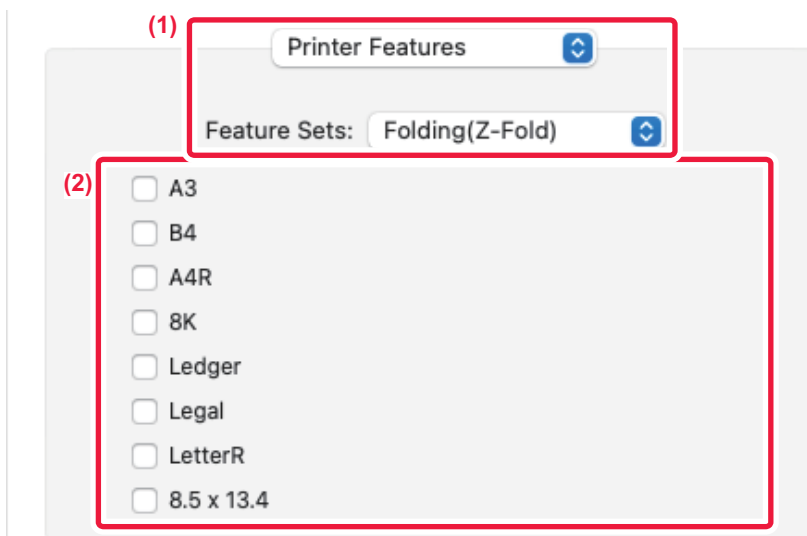 (1)
Printer Features
Feature Sets: Folding(Z-Fold)
(2)
A3
B4
A4R
8K
Ledger
Legal
LetterR
8.5 x 13.4